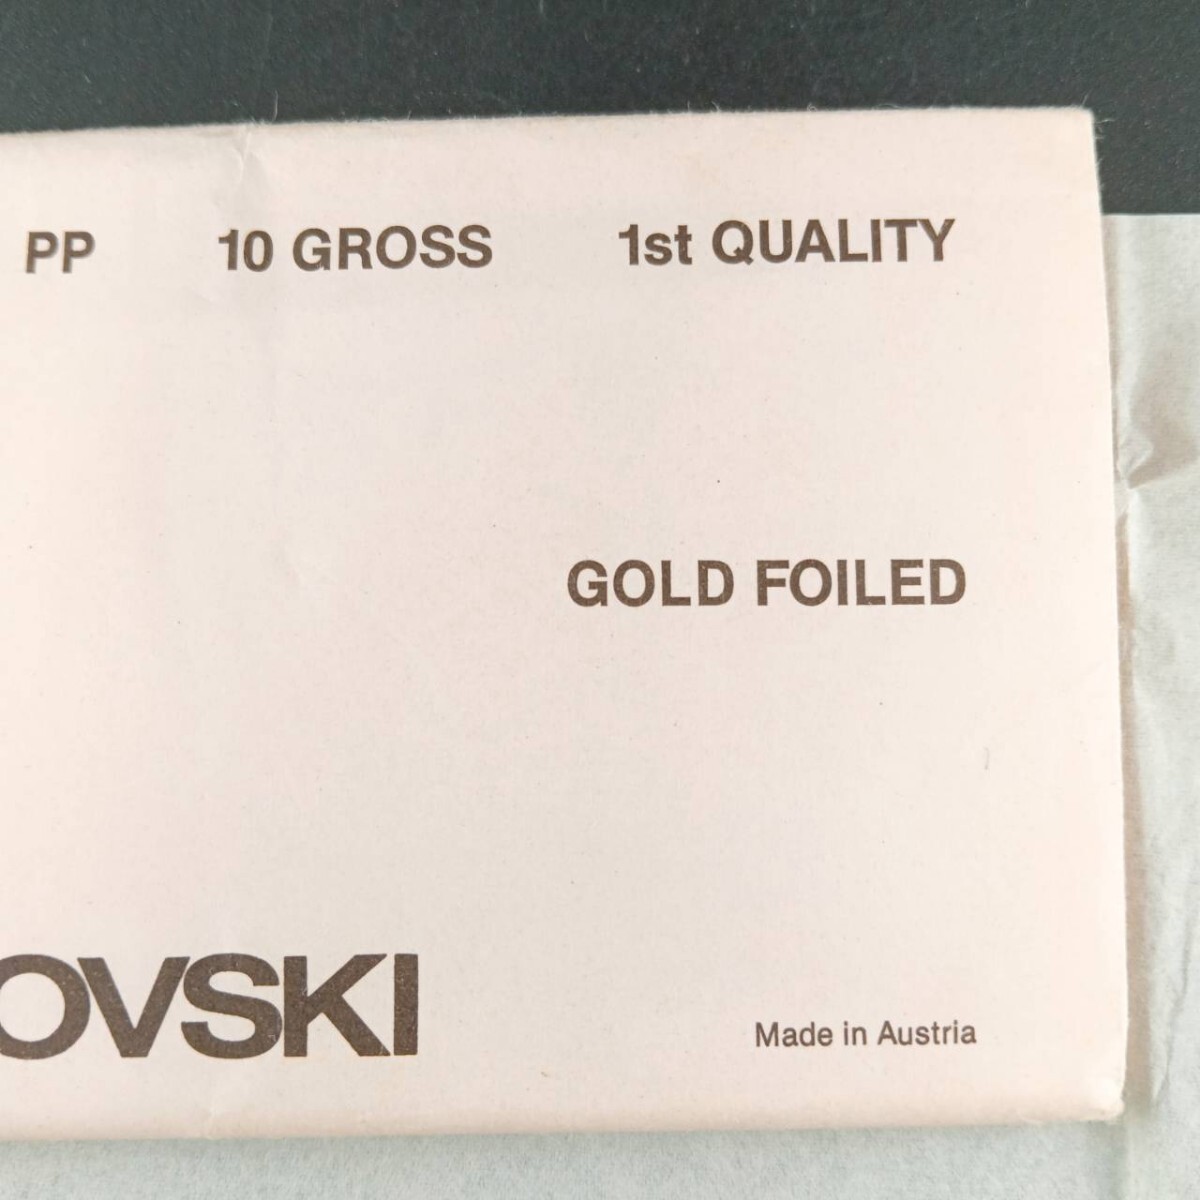 PP 10 GROSS 1st QUALITY
GOLD FOILED
OVSKI
Made in Austria